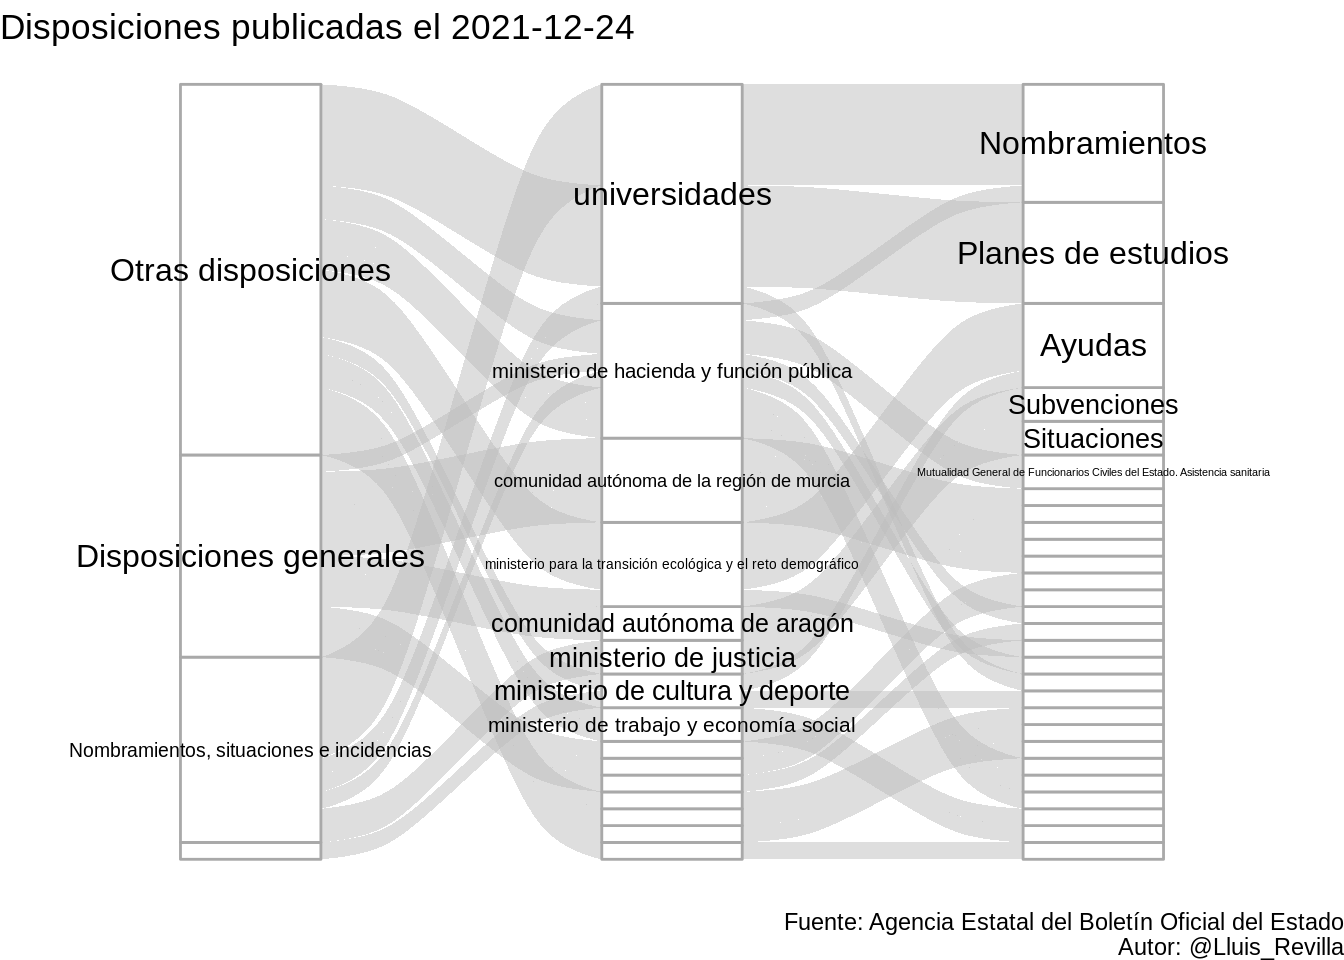 Disposiciones publicadas el 2021-12-24
Otras disposiciones
Disposiciones generales
Nombramientos, situaciones e incidencias
universidades
ministerio de hacienda y función pública
comunidad autónoma de la región de murcia
ministerio para la transición ecológica y el reto demográfico
comunidad autónoma de aragón
ministerio de justicia
ministerio de cultura y deporte
ministerio de trabajo y economía social
Nombramientos
Planes de estudios
Ayudas
Subvenciones
Situaciones
Mutualidad General de Funcionarios Civiles del Estado. Asistencia sanitaria
Fuente: Agencia Estatal del Boletín Oficial del Estado
Autor: @Lluis_Revilla